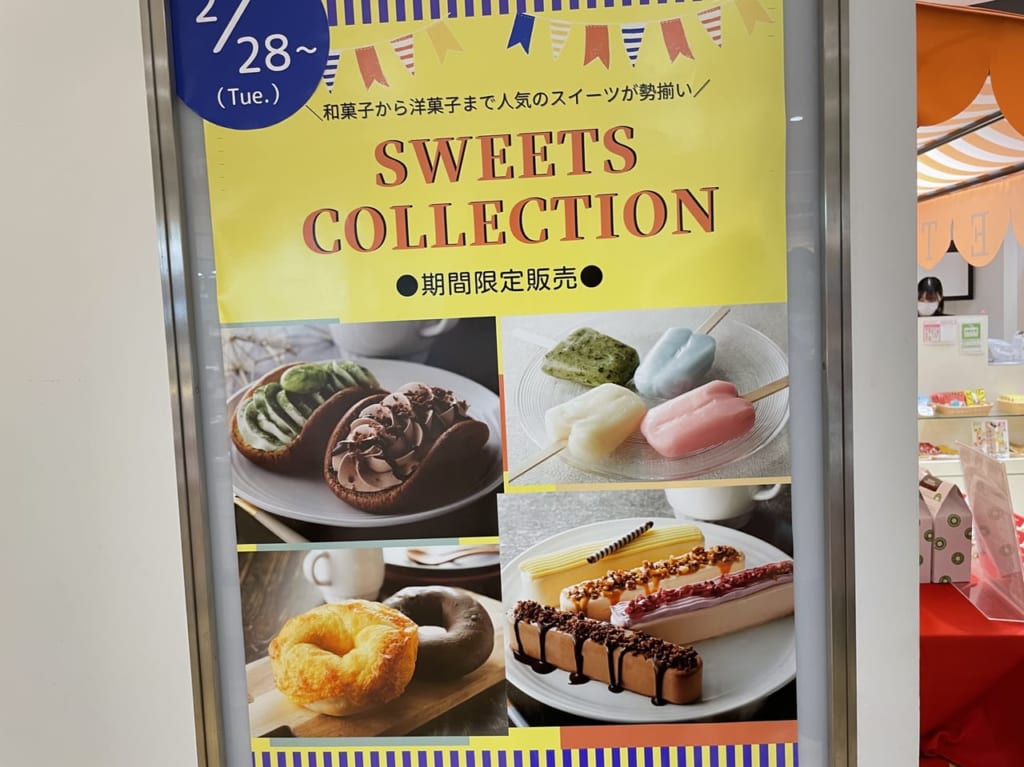 2/28~
(Tue.)
\和菓子から洋菓子まで人気のスイーツが勢揃い/
SWEETS
COLLECTION
●期間限定販売●
ET
E